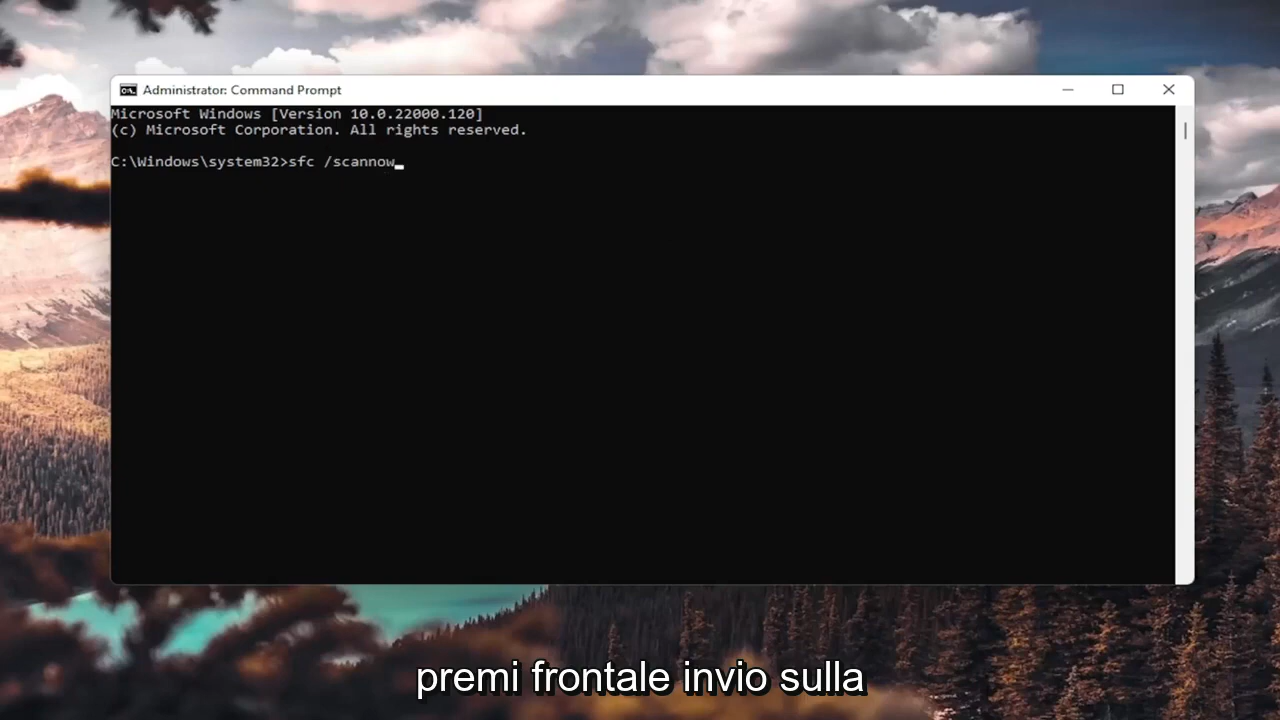 Administrator: Command Prompt
Microsoft Windows [Version 10.0.22000.120]
(c) Microsoft Corporation. All rights reserved.
C:\Windows\system32>sfc /scannow
premi frontale invio sulla